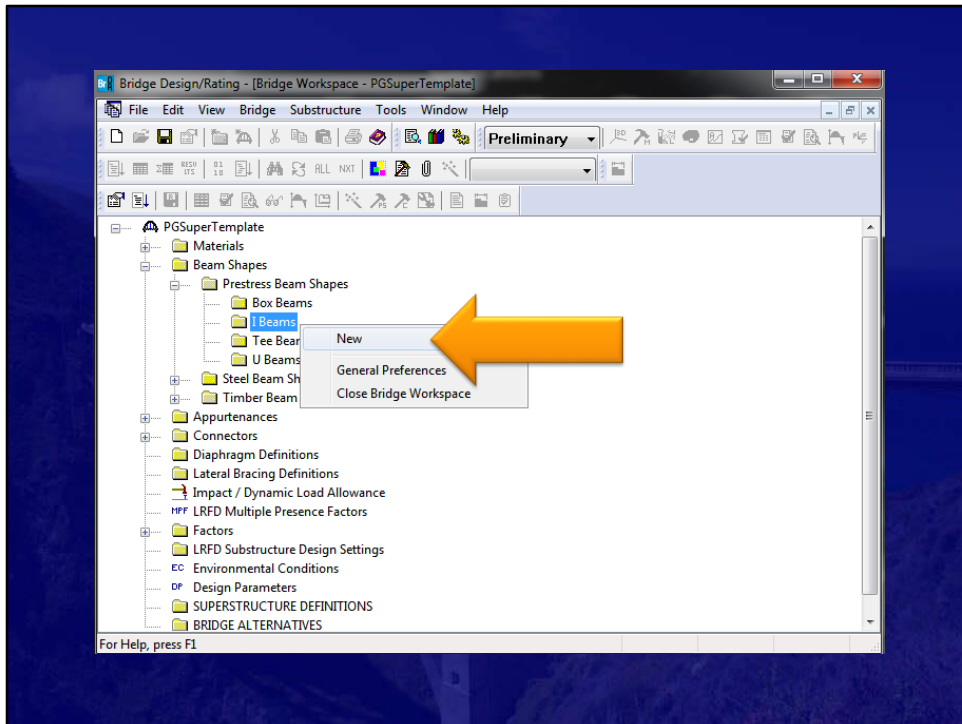 Br Bridge Design/Rating - [Bridge Workspace - PGSuperTemplate]
File Edit View Bridge Substructure Tools Window Help
Preliminary
ALL NXT
PGSuperTemplate
Materials
Beam Shapes
Prestress Beam Shapes
Box Beams
I Beams
New
Tee Bear
U Beams
General Preferences
Steel Beam Sh
Close Bridge Workspace
Timber Beam
Appurtenances
Connectors
Diaphragm Definitions
Lateral Bracing Definitions
Impact / Dynamic Load Allowance
MPF LRFD Multiple Presence Factors
Factors
LRFD Substructure Design Settings
EC Environmental Conditions
DP Design Parameters
SUPERSTRUCTURE DEFINITIONS
BRIDGE ALTERNATIVES
For Help, press F1